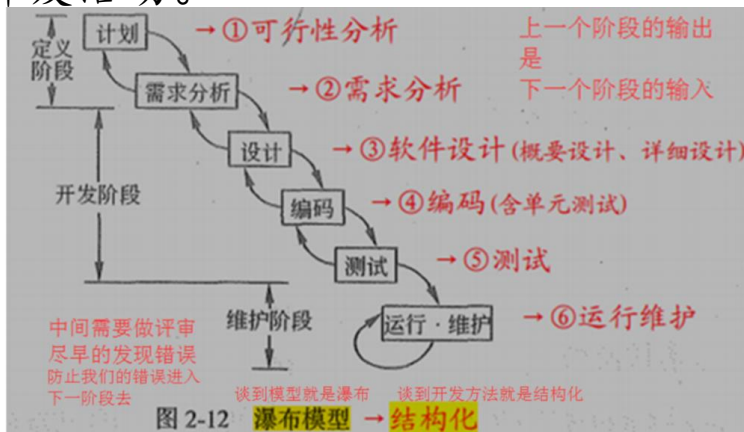 计划 → ①可行性分析
上一个阶段的输出
是
下一个阶段的输入
定义
阶段
需求分析 → ②需求分析
设计 → ③软件设计(概要设计、详细设计)
开发阶段
编码 → ④编码(含单元测试)
测试 → ⑤测试
维护阶段
运行·维护 → ⑥运行维护
中间需要做评审
尽早的发现错误
防止我们的错误进入
下一阶段去
谈到模型就是瀑布 谈到开发方法就是结构化
图 2-12 瀑布模型 → 结构化